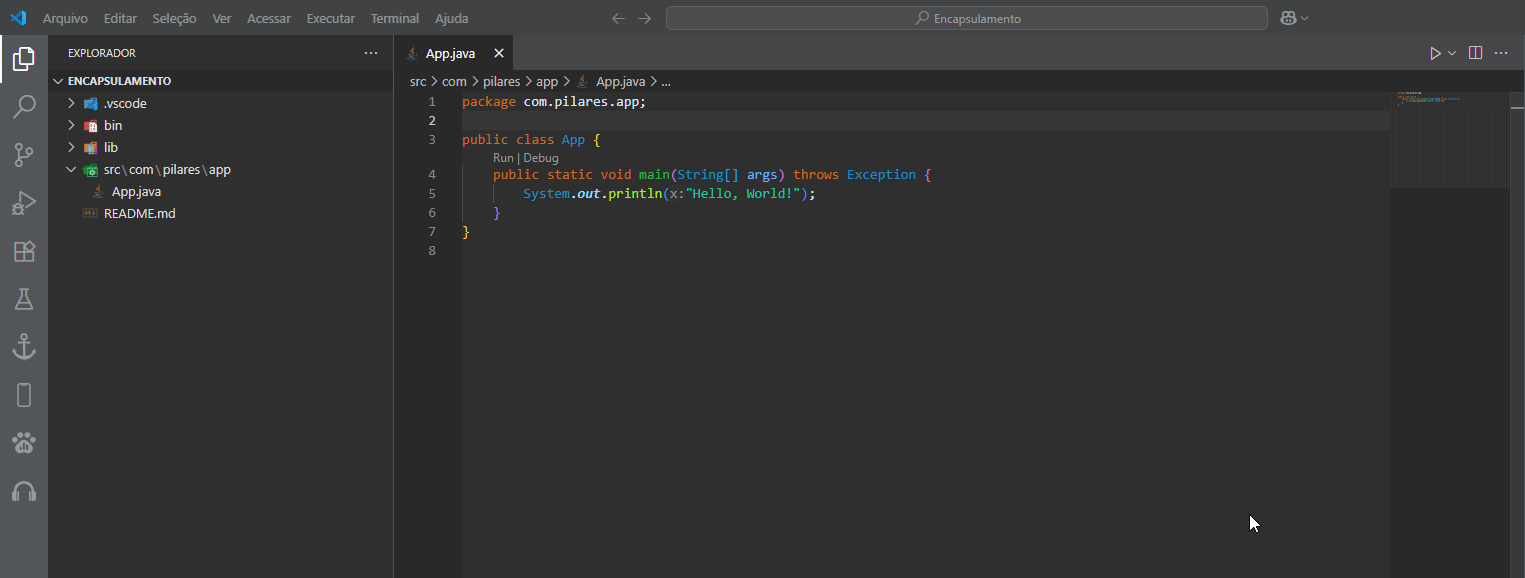 Arquivo Editar Seleção Ver Acessar Executar Terminal Ajuda Encapsulamento
EXPLORADOR
ENCAPSULAMENTO
.vscode
bin
lib
src\com\pilares\app
App.java
README.md
App.java
src > com > pilares > app > App.java > ...
1 package com.pilares.app;
2
3 public class App {
Run | Debug
4 public static void main(String[] args) throws Exception {
5 System.out.println(x:"Hello, World!");
6 }
7 }
8